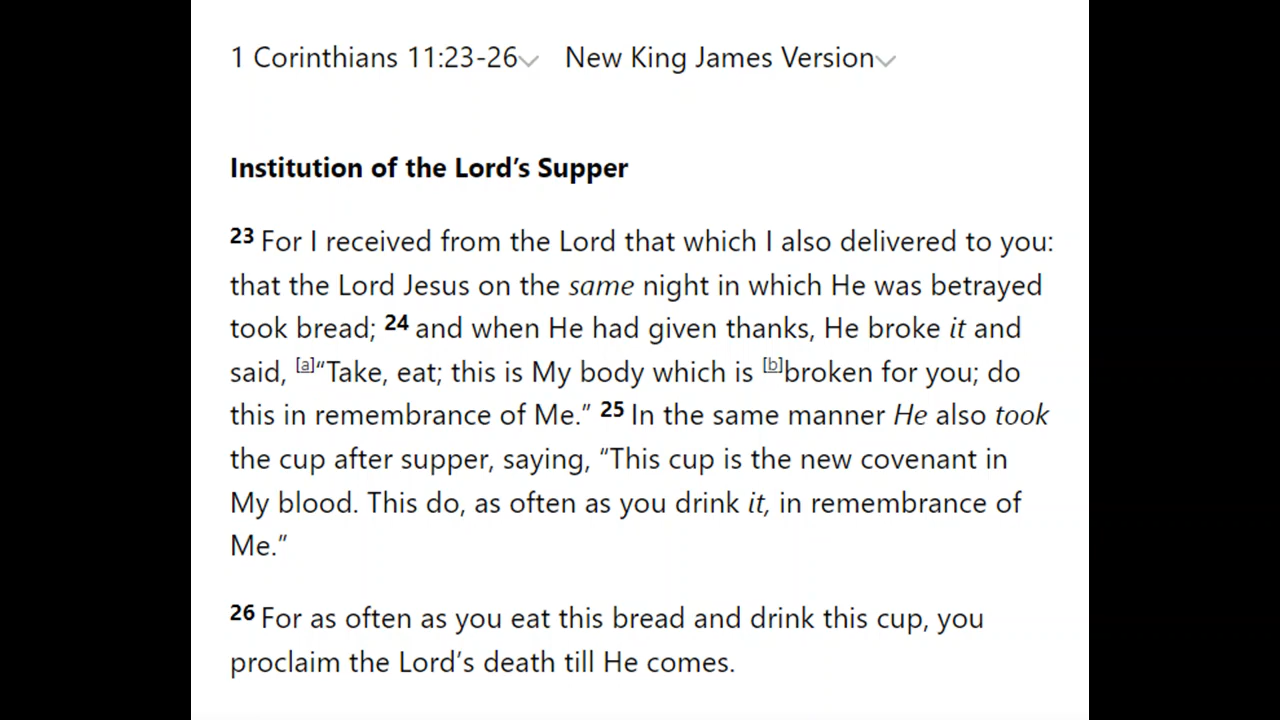 1 Corinthians 11:23-26 New King James Version
Institution of the Lord’s Supper
23 For I received from the Lord that which I also delivered to you:
that the Lord Jesus on the same night in which He was betrayed
took bread; 24 and when He had given thanks, He broke it and
said, [a]“Take, eat; this is My body which is [b]broken for you; do
this in remembrance of Me.” 25 In the same manner He also took
the cup after supper, saying, “This cup is the new covenant in
My blood. This do, as often as you drink it, in remembrance of
Me.”
26 For as often as you eat this bread and drink this cup, you
proclaim the Lord’s death till He comes.